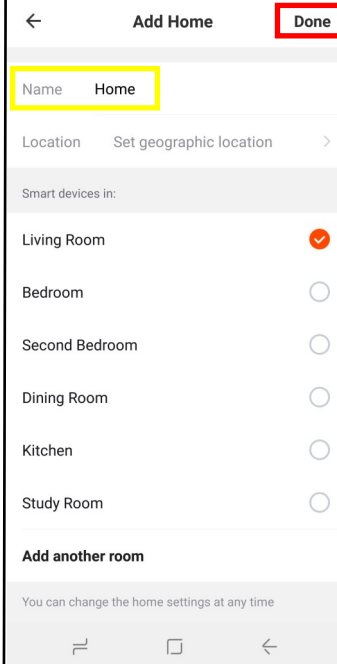 Add Home Done
Name Home
Location Set geographic location
Smart devices in:
Living Room
Bedroom
Second Bedroom
Dining Room
Kitchen
Study Room
Add another room
You can change the home settings at any time